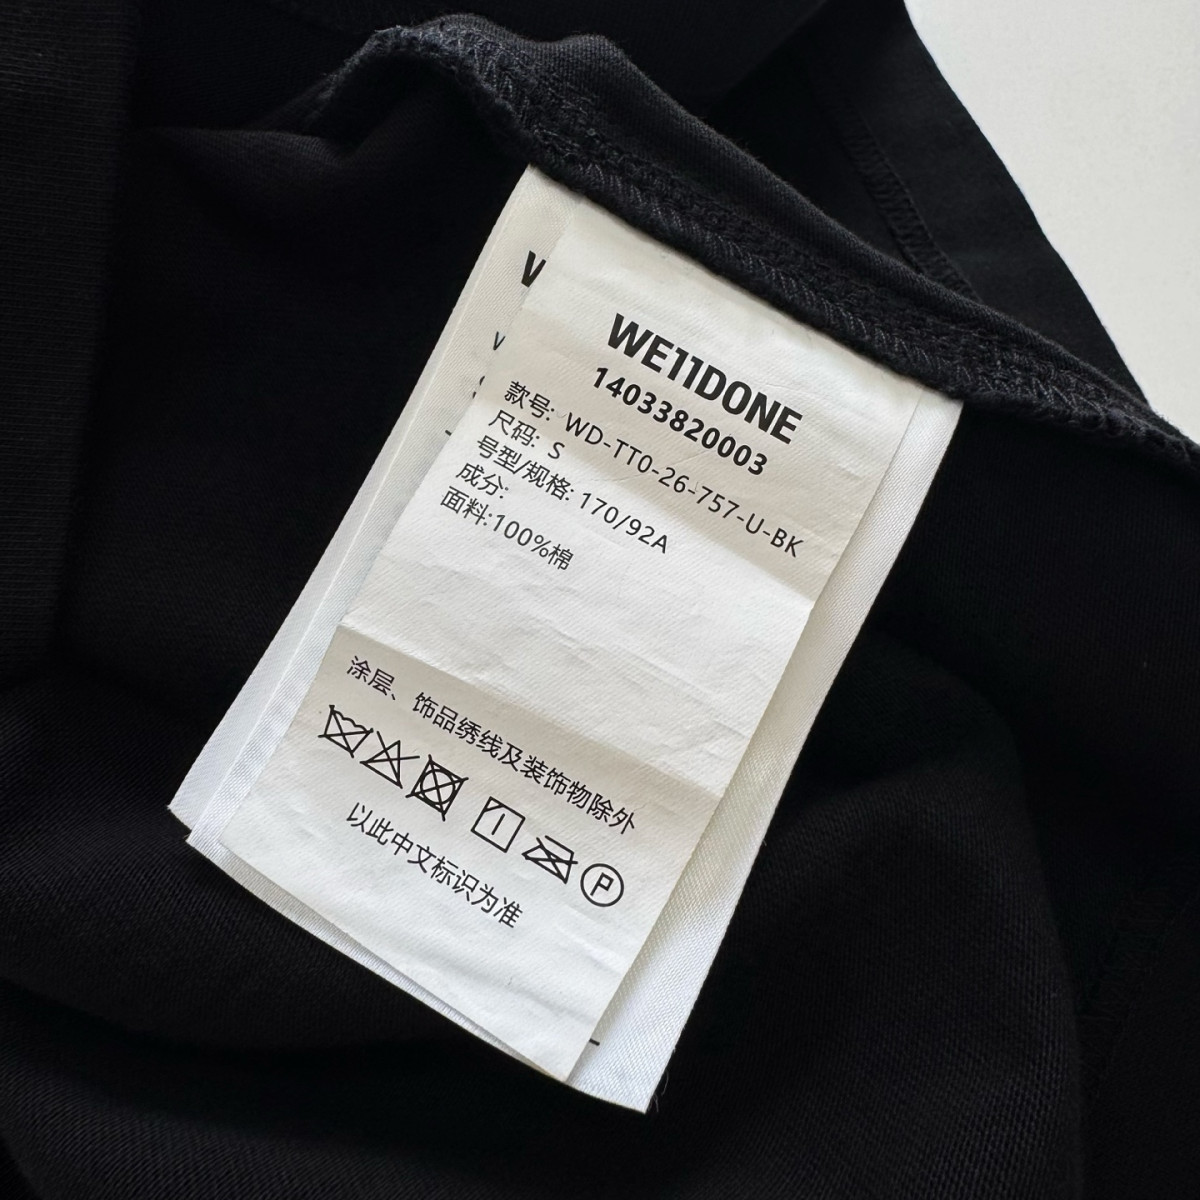 WE11DONE
14033820003
款号: WD-TT0-26-757-U-BK
尺码: S
号型/规格: 170/92A
成分:
面料:100%棉
涂层、饰品绣线及装饰物除外
P
以此中文标识为准